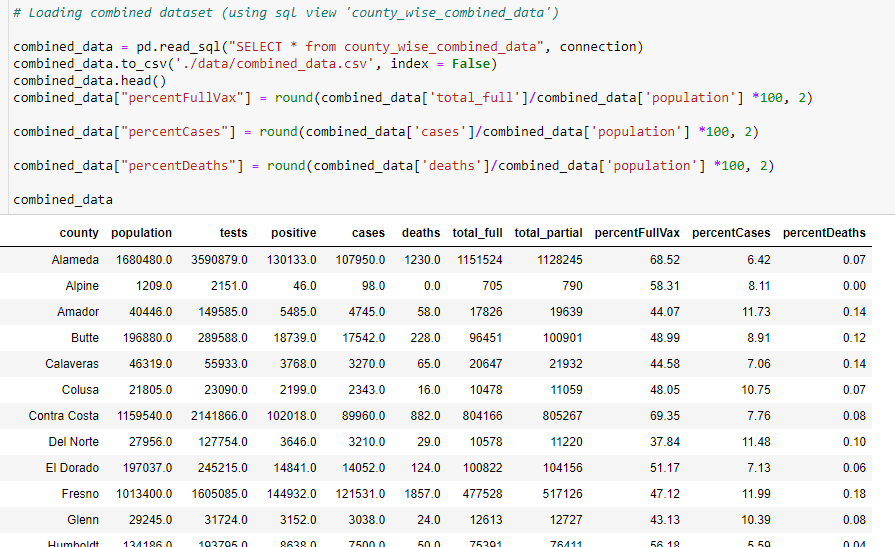 # Loading combined dataset (using sql view 'county_wise_combined_data')
combined_data = pd.read_sql("SELECT * from county_wise_combined_data", connection)
combined_data.to_csv('./data/combined_data.csv', index = False)
combined_data.head()
combined_data["percentFullVax"] = round(combined_data['total_full']/combined_data['population'] *100, 2)
combined_data["percentCases"] = round(combined_data['cases']/combined_data['population'] *100, 2)
combined_data["percentDeaths"] = round(combined_data['deaths']/combined_data['population'] *100, 2)
combined_data
county population tests positive cases deaths total_full total_partial percentFullVax percentCases percentDeaths
Alameda 1680480.0 3590879.0 130133.0 107950.0 1230.0 1151524 1128245 68.52 6.42 0.07
Alpine 1209.0 2151.0 46.0 98.0 0.0 705 790 58.31 8.11 0.00
Amador 40446.0 149585.0 5485.0 4745.0 58.0 17826 19639 44.07 11.73 0.14
Butte 196880.0 289588.0 18739.0 17542.0 228.0 96451 100901 48.99 8.91 0.12
Calaveras 46319.0 55933.0 3768.0 3270.0 65.0 20647 21932 44.58 7.06 0.14
Colusa 21805.0 23090.0 2199.0 2343.0 16.0 10478 11059 48.05 10.75 0.07
Contra Costa 1159540.0 2141866.0 102018.0 89960.0 882.0 804166 805267 69.35 7.76 0.08
Del Norte 27956.0 127754.0 3646.0 3210.0 29.0 10578 11220 37.84 11.48 0.10
El Dorado 197037.0 245215.0 14841.0 14052.0 124.0 100822 104156 51.17 7.13 0.06
Fresno 1013400.0 1605085.0 144932.0 121531.0 1857.0 477528 517126 47.12 11.99 0.18
Glenn 29245.0 31724.0 3152.0 3038.0 24.0 12613 12727 43.13 10.39 0.08
Humboldt 134186.0 193795.0 8638.0 7500.0 50.0 75391 76411 56.18 5.59 0.04